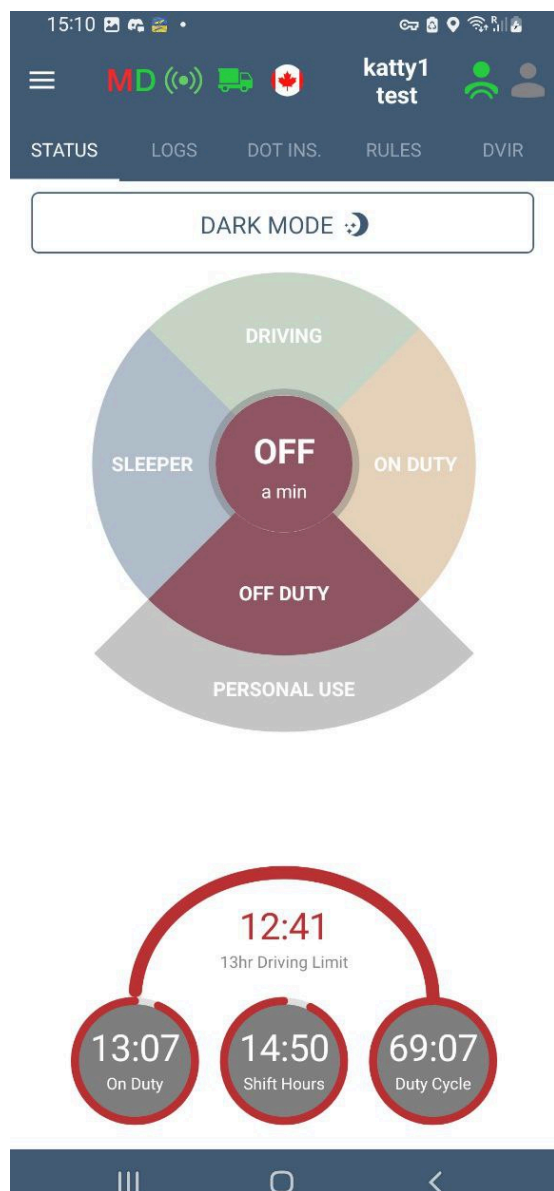 15:10
MD
katty1
test
STATUS LOGS DOT INS. RULES DVIR
DARK MODE
DRIVING
SLEEPER
OFF
a min
ON DUTY
OFF DUTY
PERSONAL USE
12:41
13hr Driving Limit
13:07
On Duty
14:50
Shift Hours
69:07
Duty Cycle